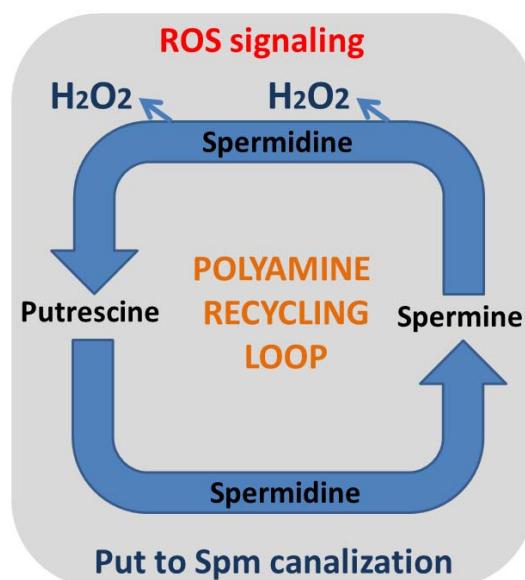 ROS signaling
H2O2 H2O2
Spermidine
POLYAMINE
RECYCLING
LOOP
Putrescine
Spermine
Spermidine
Put to Spm canalization